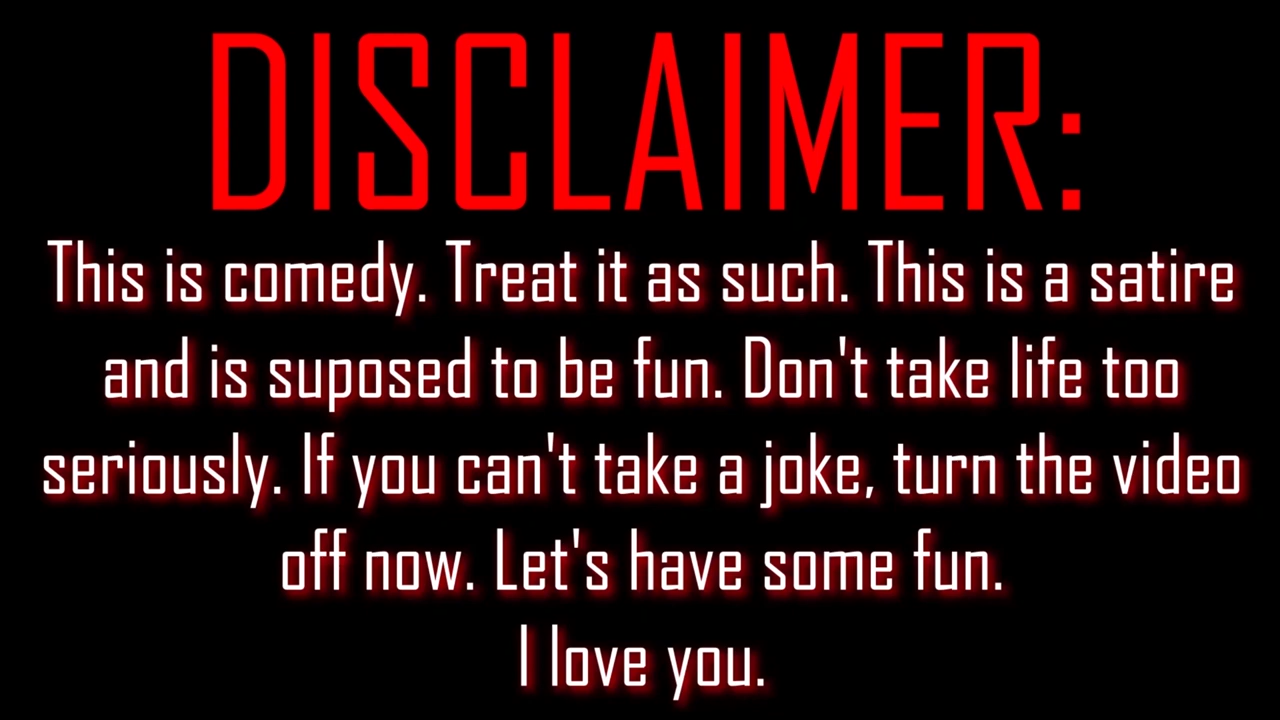 DISCLAIMER:
This is comedy. Treat it as such. This is a satire
and is suposed to be fun. Don't take life too
seriously. If you can't take a joke, turn the video
off now. Let's have some fun.
I love you.